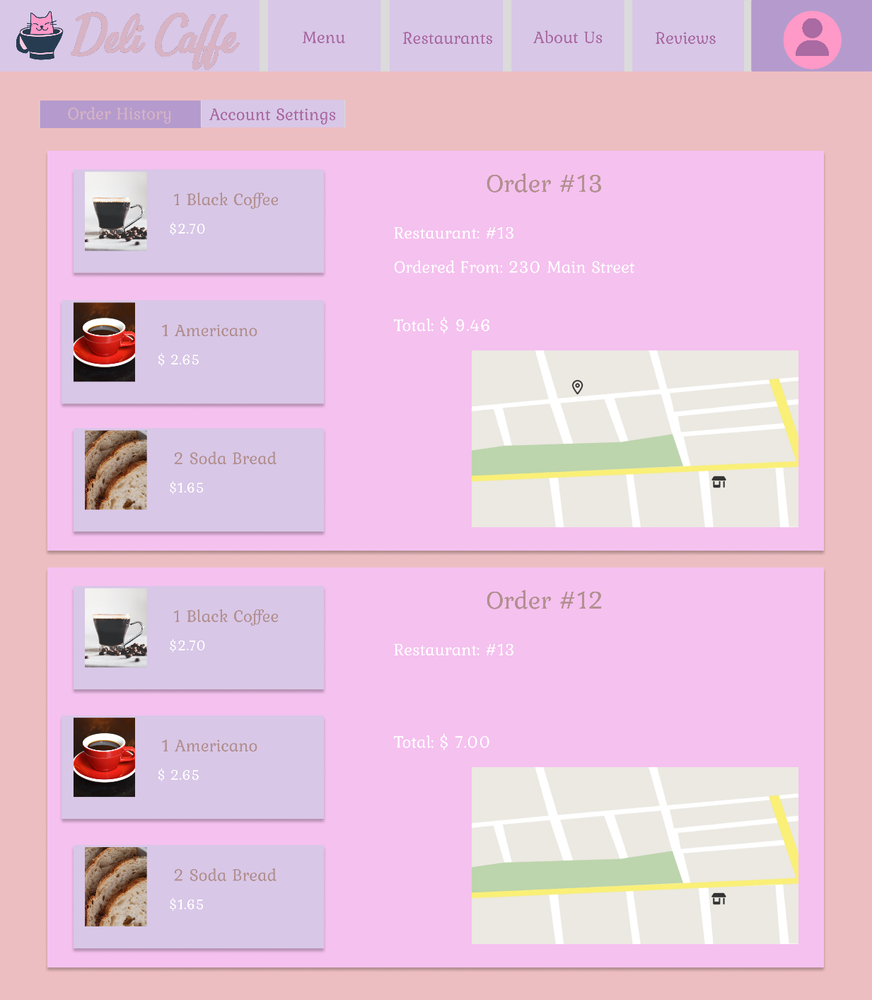 Deli Caffe
Menu
Restaurants
About Us
Reviews
Order History
Account Settings
Order #13
1 Black Coffee
$2.70
Restaurant: #13
Ordered From: 230 Main Street
1 Americano
$ 2.65
Total: $ 9.46
2 Soda Bread
$1.65
Order #12
1 Black Coffee
$2.70
Restaurant: #13
1 Americano
$ 2.65
Total: $ 7.00
2 Soda Bread
$1.65